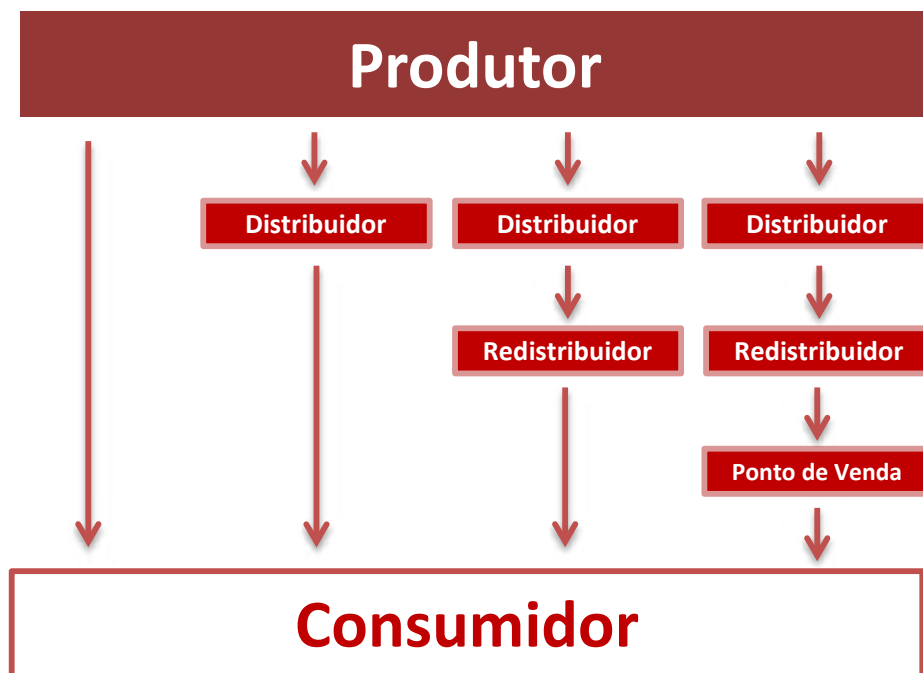 Produtor
Distribuidor
Distribuidor
Distribuidor
Redistribuidor
Redistribuidor
Ponto de Venda
Consumidor